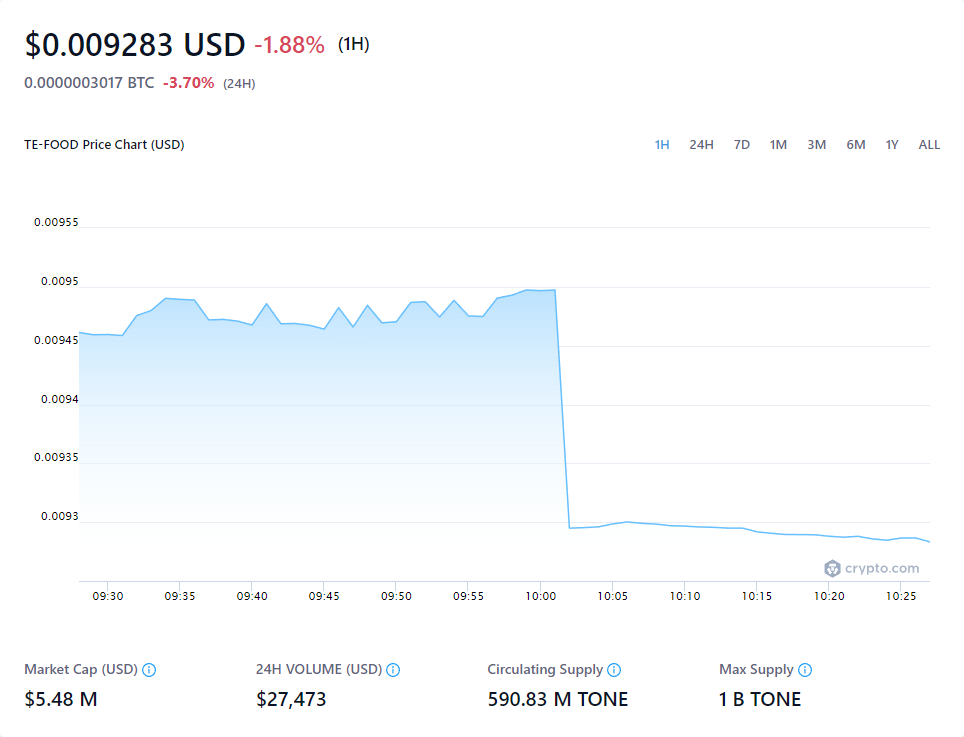 $0.009283 USD -1.88% (1H)
0.0000003017 BTC -3.70% (24H)
TE-FOOD Price Chart (USD) 1H 24H 7D 1M 3M 6M 1Y ALL
0.00955
0.0095
0.00945
0.0094
0.00935
0.0093
crypto.com
09:30 09:35 09:40 09:45 09:50 09:55 10:00 10:05 10:10 10:15 10:20 10:25
Market Cap (USD) 24H VOLUME (USD) Circulating Supply Max Supply
$5.48 M $27,473 590.83 M TONE 1 B TONE